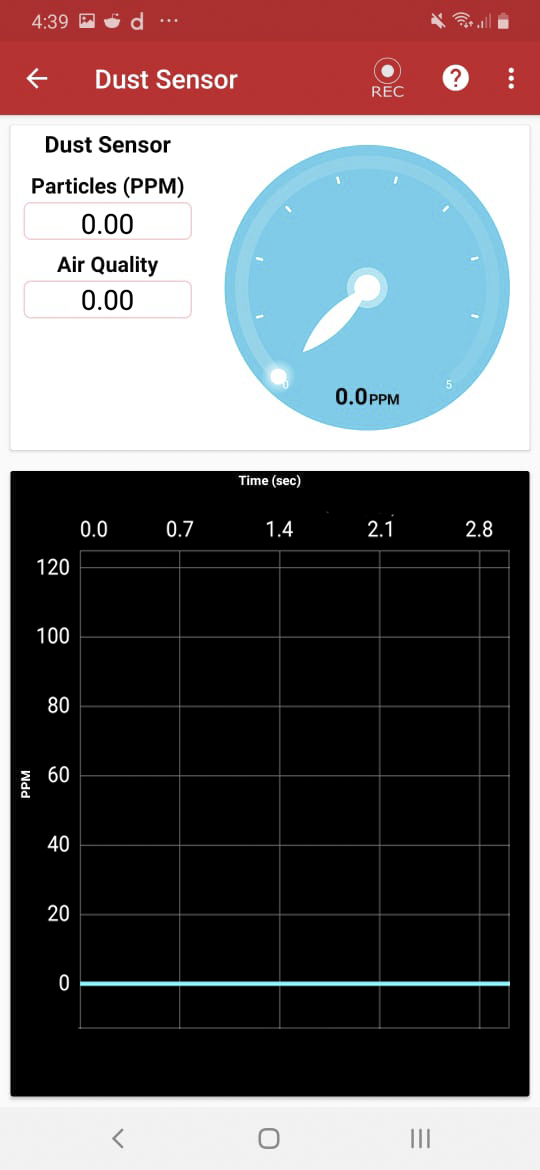 4:39 d ...
Dust Sensor
REC
?
Dust Sensor
Particles (PPM)
0.00
Air Quality
0.00
0
5
0.0 PPM
Time (sec)
0.0 0.7 1.4 2.1 2.8
120
100
80
PPM
60
40
20
0